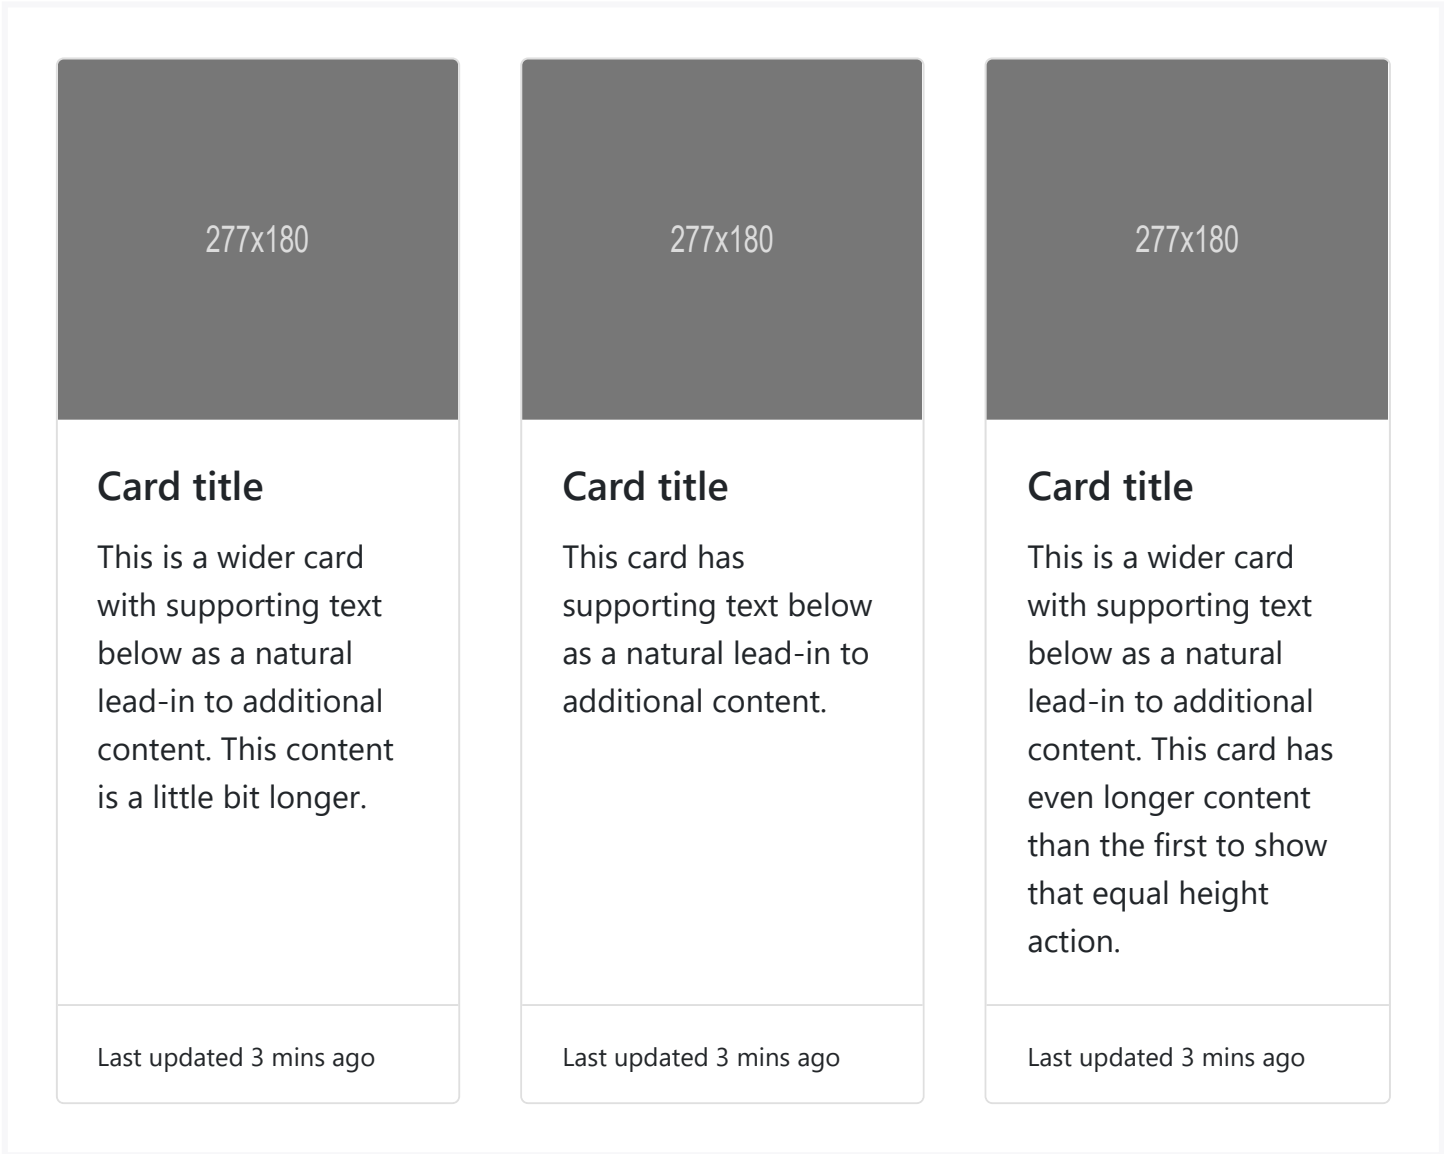 277x180
Card title
This is a wider card
with supporting text
below as a natural
lead-in to additional
content. This content
is a little bit longer.
Last updated 3 mins ago
277x180
Card title
This card has
supporting text below
as a natural lead-in to
additional content.
Last updated 3 mins ago
277x180
Card title
This is a wider card
with supporting text
below as a natural
lead-in to additional
content. This card has
even longer content
than the first to show
that equal height
action.
Last updated 3 mins ago